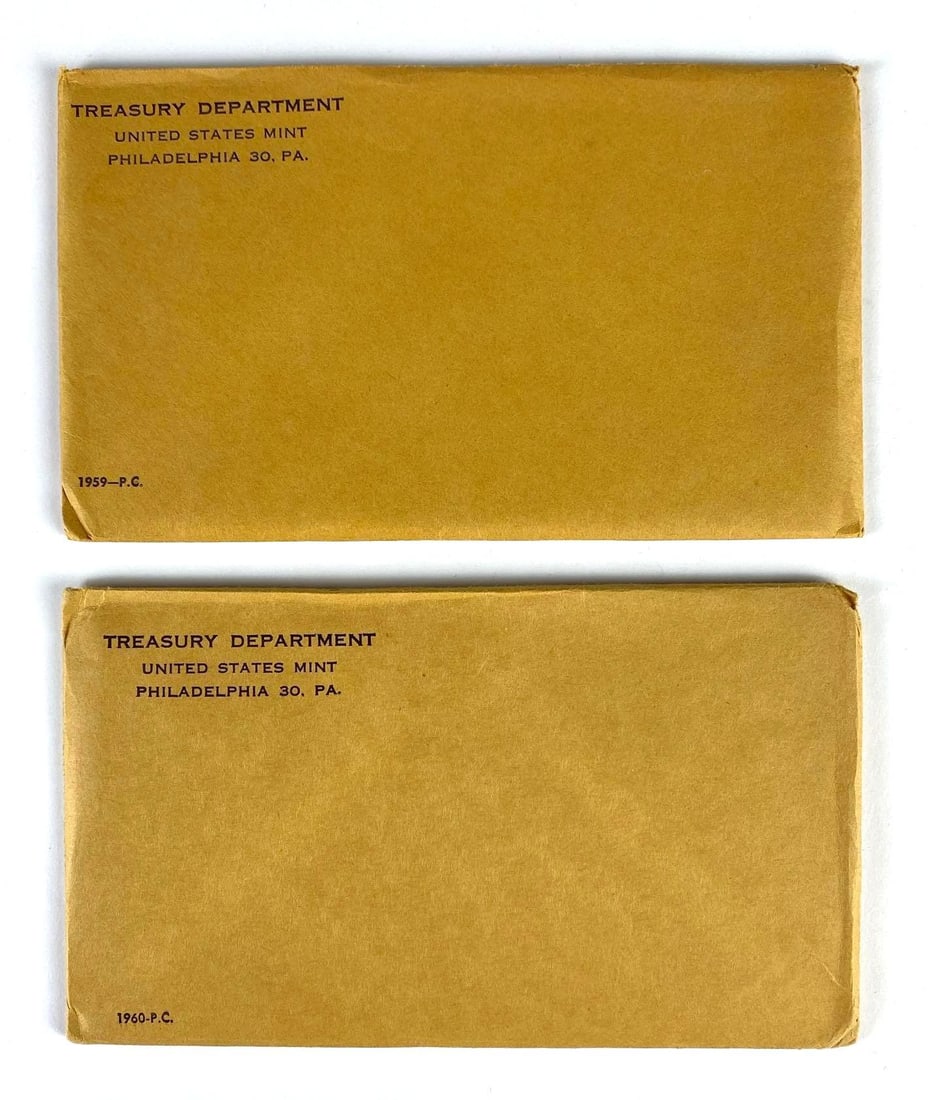 TREASURY DEPARTMENT
UNITED STATES MINT
PHILADELPHIA 30, PA.
1959—P.C.
TREASURY DEPARTMENT
UNITED STATES MINT
PHILADELPHIA 30, PA.
1960-P.C.